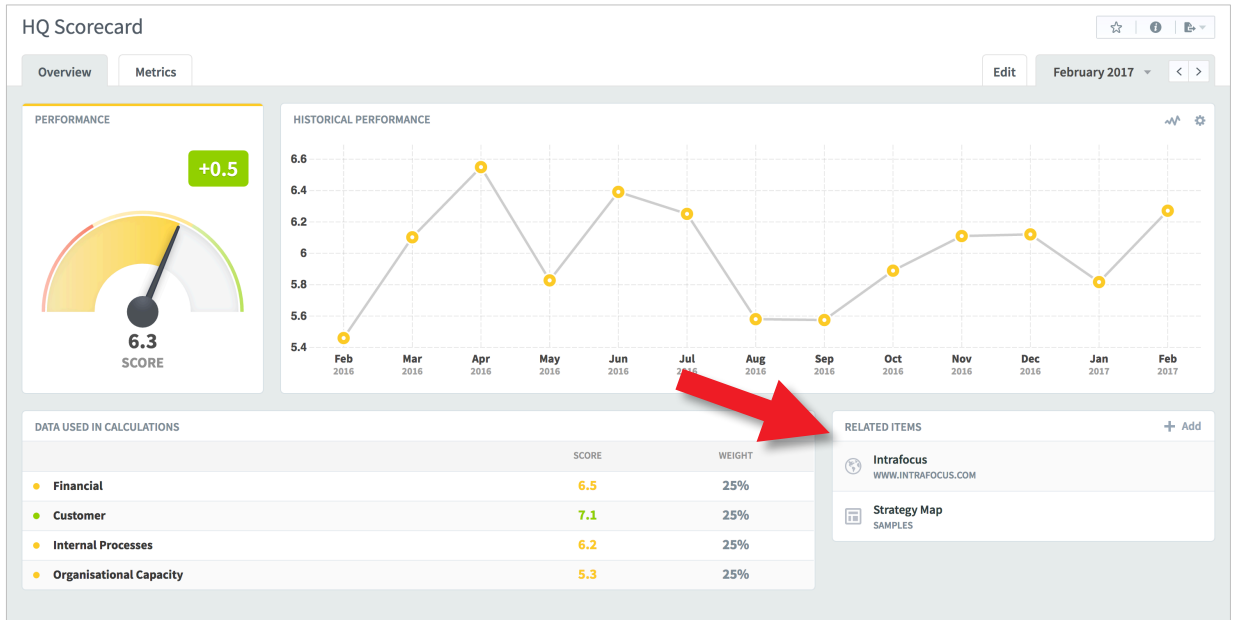 HQ Scorecard
Overview
Metrics
Edit
February 2017
PERFORMANCE
+0.5
6.3
SCORE
HISTORICAL PERFORMANCE
6.6
6.4
6.2
6
5.8
5.6
5.4
Feb Mar Apr May Jun Jul Aug Sep Oct Nov Dec Jan Feb
2016 2016 2016 2016 2016 2016 2016 2016 2016 2016 2016 2017 2017
DATA USED IN CALCULATIONS
SCORE WEIGHT
Financial 6.5 25%
Customer 7.1 25%
Internal Processes 6.2 25%
Organisational Capacity 5.3 25%
RELATED ITEMS
+ Add
Intrafocus
WWW.INTRAFOCUS.COM
Strategy Map
SAMPLES